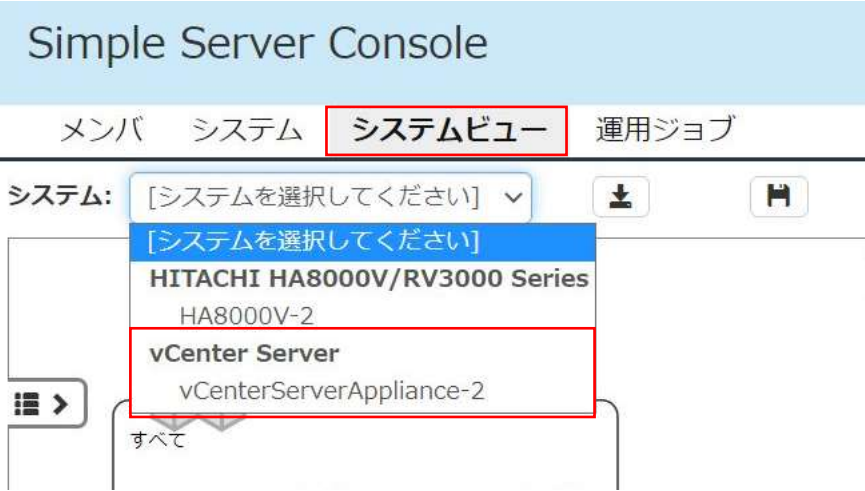 Simple Server Console
メンバ システム システムビュー 運用ジョブ
システム: [システムを選択してください]
[システムを選択してください]
HITACHI HA8000V/RV3000 Series
HA8000V-2
vCenter Server
vCenterServerAppliance-2
すべて